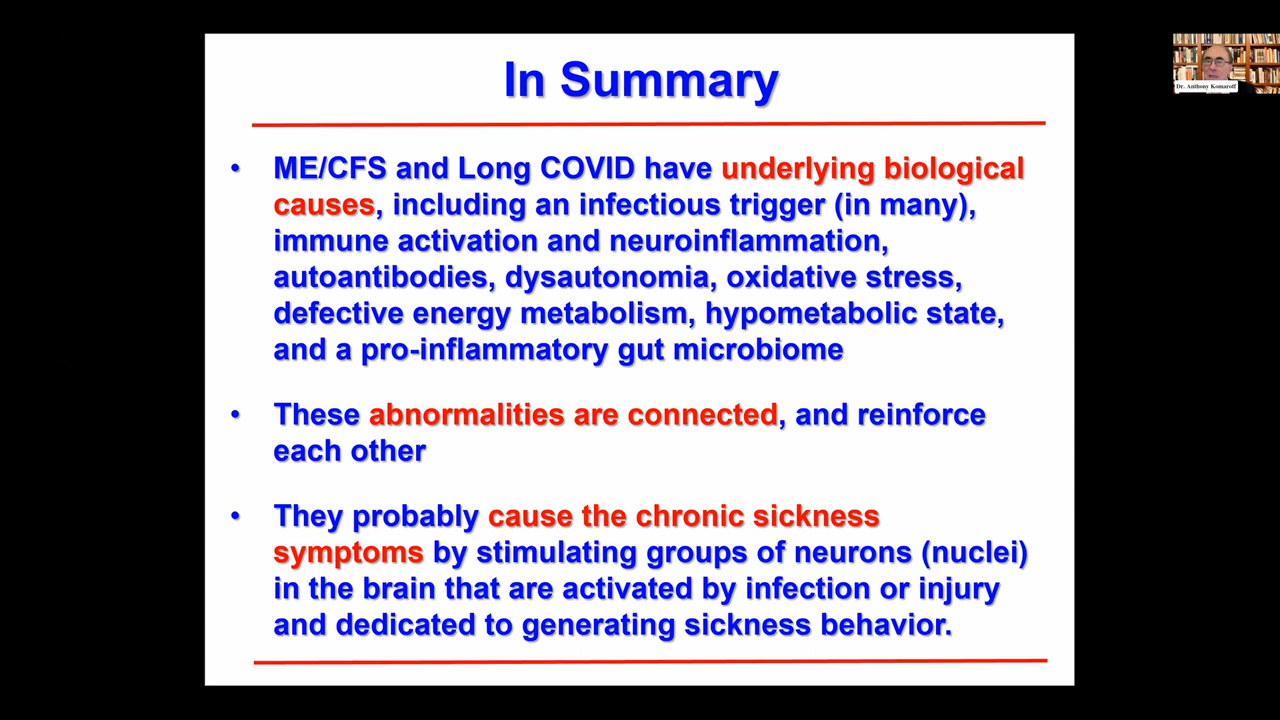 In Summary
• ME/CFS and Long COVID have underlying biological
causes, including an infectious trigger (in many),
immune activation and neuroinflammation,
autoantibodies, dysautonomia, oxidative stress,
defective energy metabolism, hypometabolic state,
and a pro-inflammatory gut microbiome
• These abnormalities are connected, and reinforce
each other
• They probably cause the chronic sickness
symptoms by stimulating groups of neurons (nuclei)
in the brain that are activated by infection or injury
and dedicated to generating sickness behavior.
Dr. Anthony Komaroff